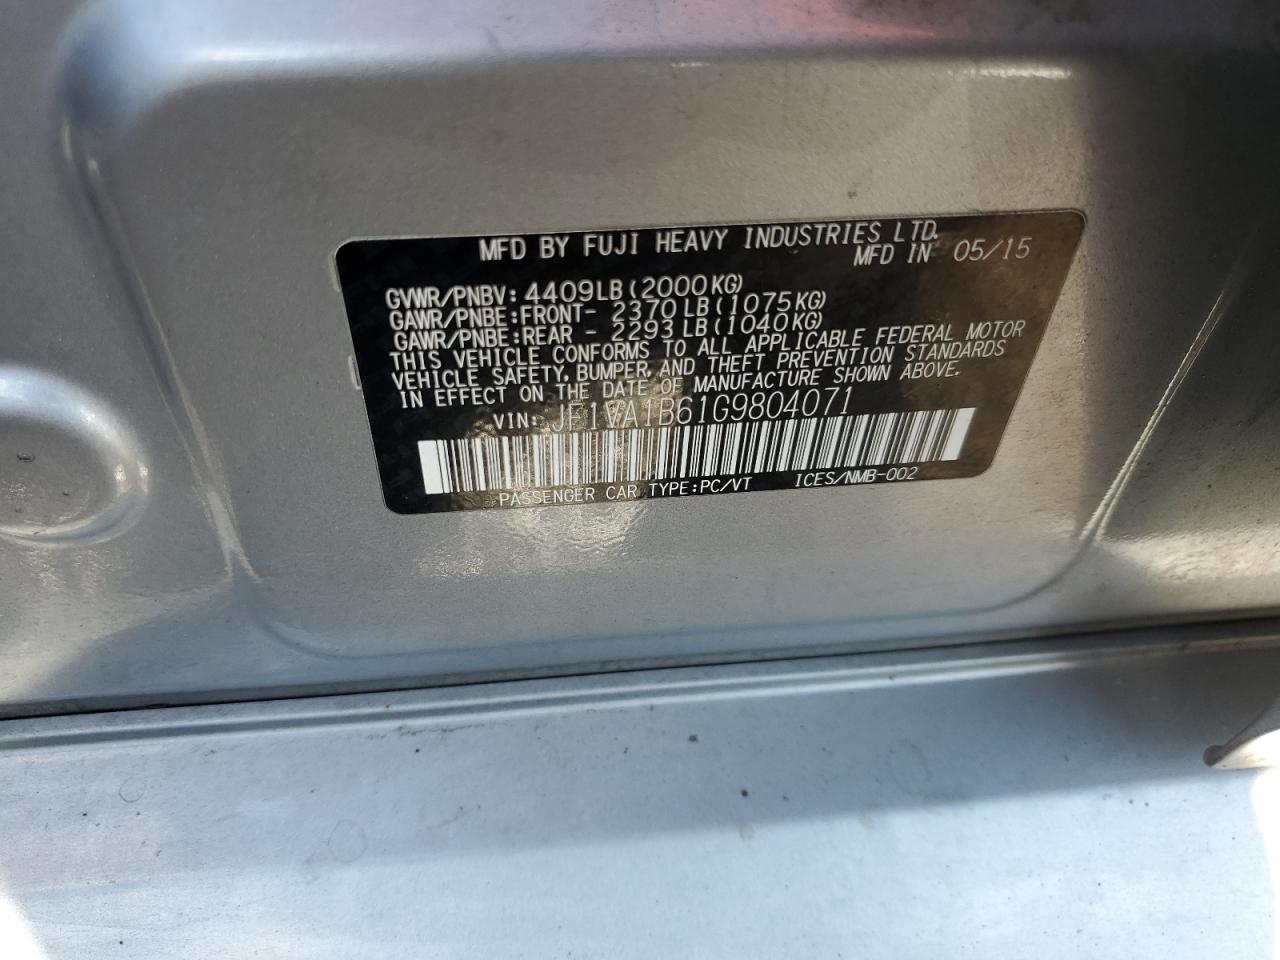 MFD BY FUJI HEAVY INDUSTRIES LTD.
MFD IN 05/15
GVWR/PNBV: 4409LB(2000KG)
GAWR/PNBE:FRONT- 2370LB(1075KG)
GAWR/PNBE:REAR - 2293LB(1040KG)
THIS VEHICLE CONFORMS TO ALL APPLICABLE FEDERAL MOTOR
VEHICLE SAFETY, BUMPER, AND THEFT PREVENTION STANDARDS
IN EFFECT ON THE DATE OF MANUFACTURE SHOWN ABOVE.
VIN: JF1VA1B61G9804071
PASSENGER CAR TYPE:PC/VT ICES/NMB-002